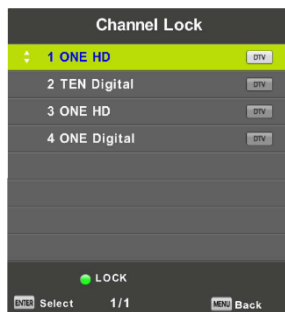 Channel Lock
1 ONE HD DTV
2 TEN Digital DTV
3 ONE HD DTV
4 ONE Digital DTV
LOCK
ENTER Select 1/1 MENU Back